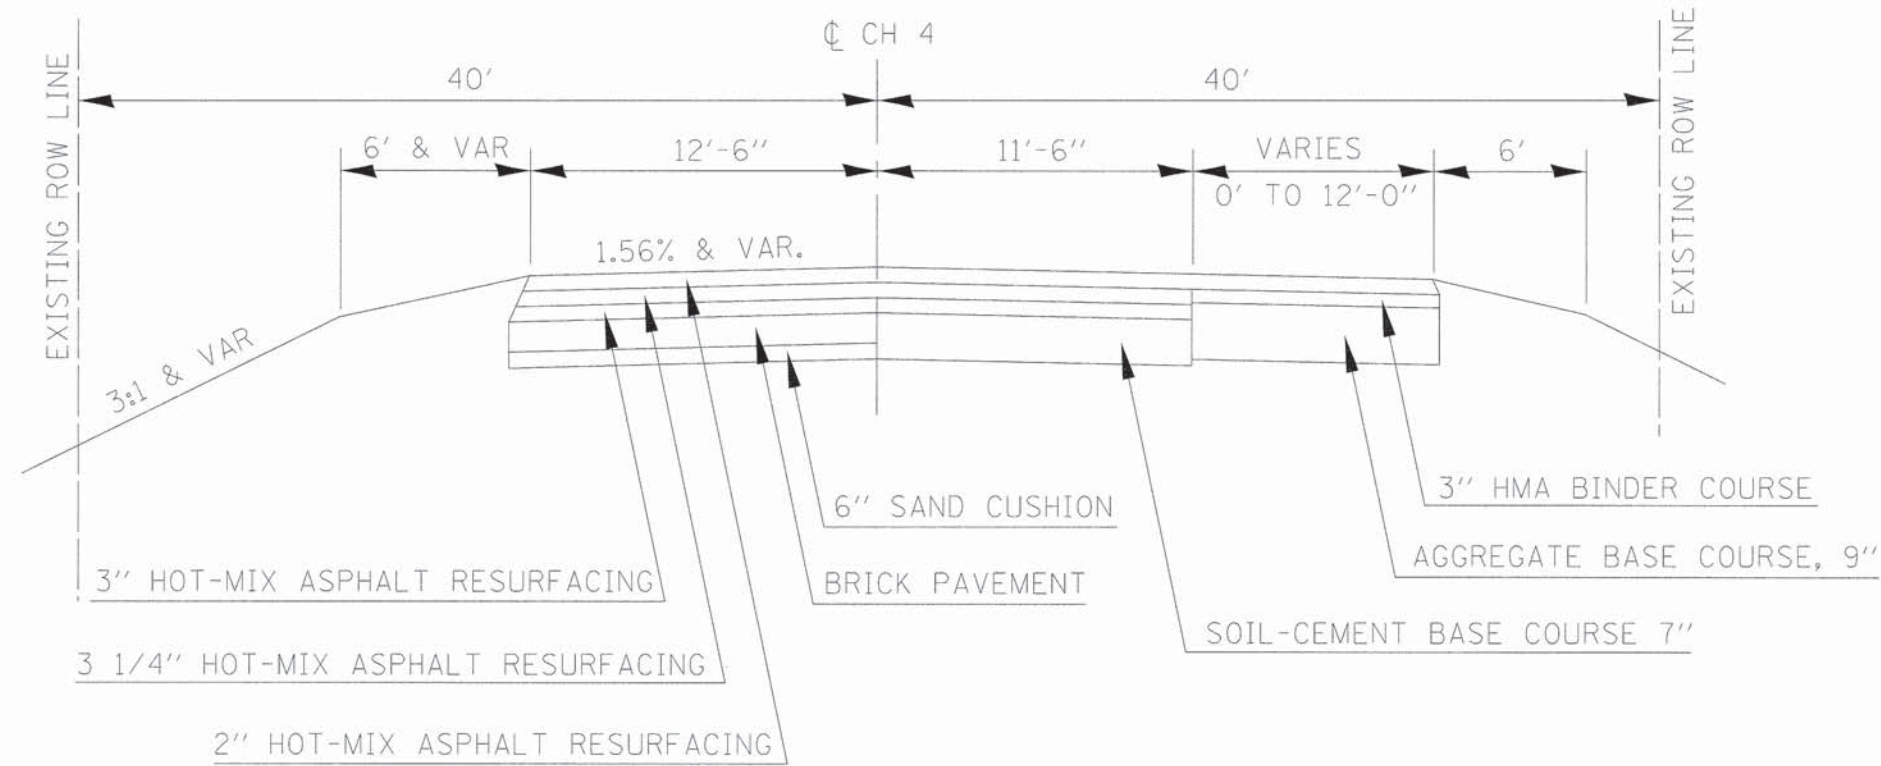 ℄ CH 4
EXISTING ROW LINE
40'
40'
EXISTING ROW LINE
6' & VAR
12'-6"
11'-6"
VARIES
0' TO 12'-0"
6'
1.56% & VAR.
3:1 & VAR
6" SAND CUSHION
3" HMA BINDER COURSE
AGGREGATE BASE COURSE, 9"
3" HOT-MIX ASPHALT RESURFACING
BRICK PAVEMENT
SOIL-CEMENT BASE COURSE 7"
3 1/4" HOT-MIX ASPHALT RESURFACING
2" HOT-MIX ASPHALT RESURFACING